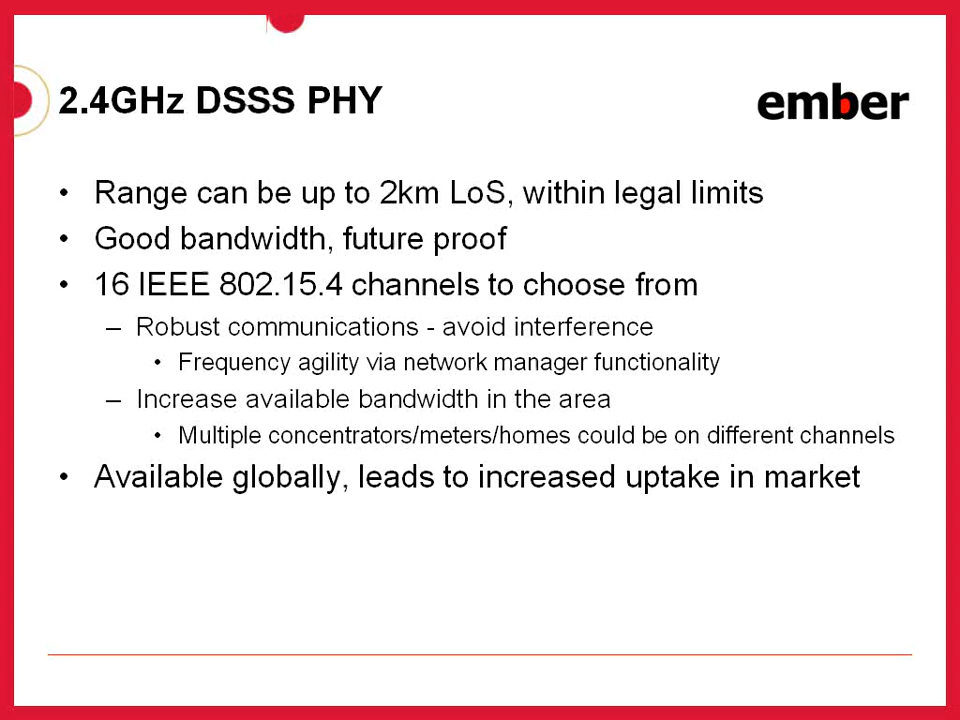 2.4GHz DSSS PHY
ember
• Range can be up to 2km LoS, within legal limits
• Good bandwidth, future proof
• 16 IEEE 802.15.4 channels to choose from
– Robust communications - avoid interference
• Frequency agility via network manager functionality
– Increase available bandwidth in the area
• Multiple concentrators/meters/homes could be on different channels
• Available globally, leads to increased uptake in market